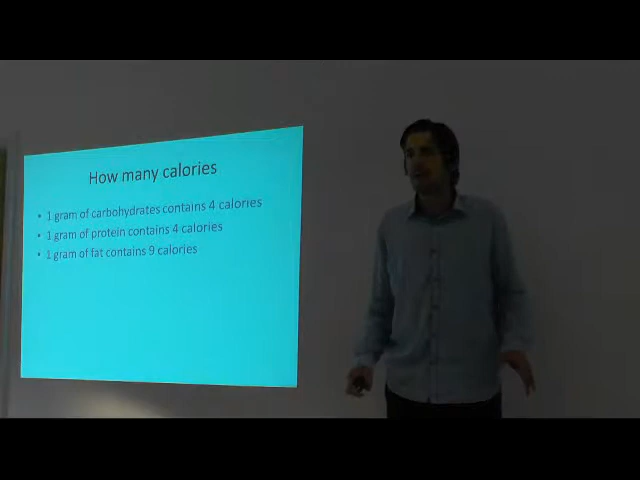 How many calories
• 1 gram of carbohydrates contains 4 calories
• 1 gram of protein contains 4 calories
• 1 gram of fat contains 9 calories